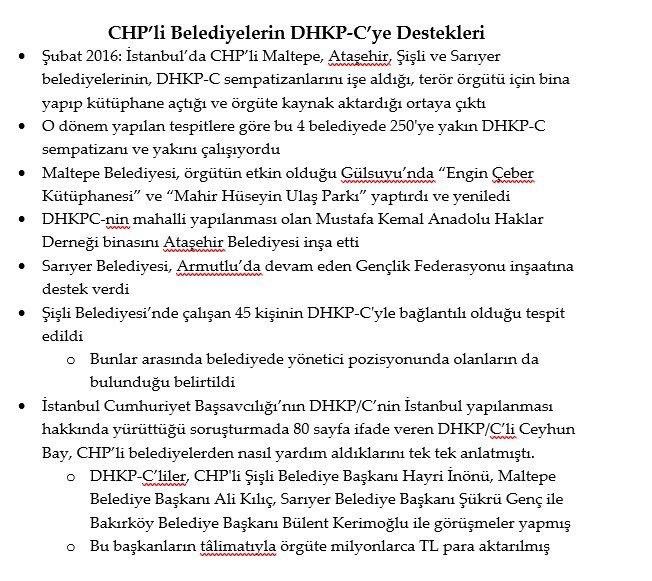 CHP’li Belediyelerin DHKP-C’ye Destekleri
• Şubat 2016: İstanbul’da CHP’li Maltepe, Ataşehir, Şişli ve Sarıyer
belediyelerinin, DHKP-C sempatizanlarını işe aldığı, terör örgütü için bina
yapıp kütüphane açtığı ve örgüte kaynak aktardığı ortaya çıktı
• O dönem yapılan tespitlere göre bu 4 belediyede 250'ye yakın DHKP-C
sempatizanı ve yakını çalışıyordu
• Maltepe Belediyesi, örgütün etkin olduğu Gülsuyu’nda “Engin Çeber
Kütüphanesi” ve “Mahir Hüseyin Ulaş Parkı” yaptırdı ve yeniledi
• DHKPC-nin mahalli yapılanması olan Mustafa Kemal Anadolu Haklar
Derneği binasını Ataşehir Belediyesi inşa etti
• Sarıyer Belediyesi, Armutlu’da devam eden Gençlik Federasyonu inşaatına
destek verdi
• Şişli Belediyesi’nde çalışan 45 kişinin DHKP-C'yle bağlantılı olduğu tespit
edildi
o Bunlar arasında belediyede yönetici pozisyonunda olanların da
bulunduğu belirtildi
• İstanbul Cumhuriyet Başsavcılığı’nın DHKP/C’nin İstanbul yapılanması
hakkında yürüttüğü soruşturmada 80 sayfa ifade veren DHKP/C’li Ceyhun
Bay, CHP’li belediyelerden nasıl yardım aldıklarını tek tek anlatmıştı.
o DHKP-C’liler, CHP'li Şişli Belediye Başkanı Hayri İnönü, Maltepe
Belediye Başkanı Ali Kılıç, Sarıyer Belediye Başkanı Şükrü Genç ile
Bakırköy Belediye Başkanı Bülent Kerimoğlu ile görüşmeler yapmış
o Bu başkanların tâlimatıyla örgüte milyonlarca TL para aktarılmış